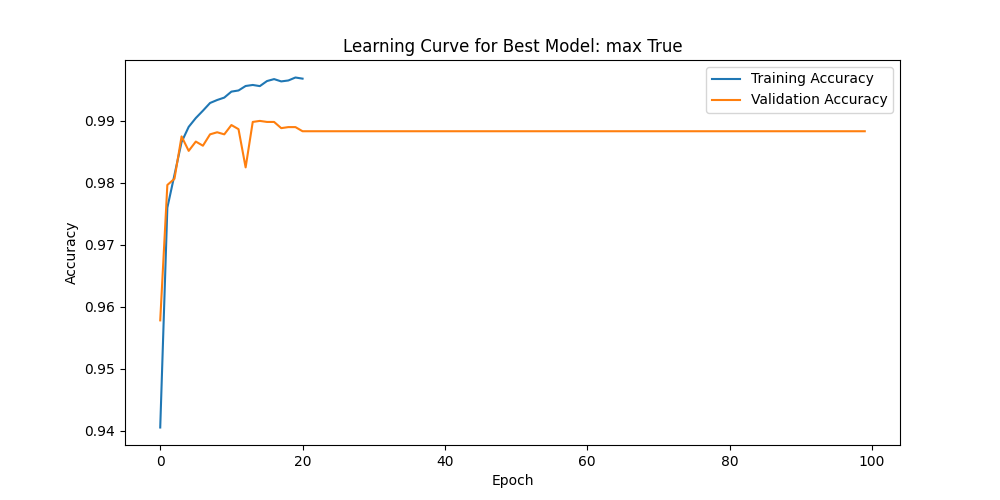 Learning Curve for Best Model: max True
Training Accuracy
Validation Accuracy
Accuracy
0.99
0.98
0.97
0.96
0.95
0.94
0
20
40
60
80
100
Epoch